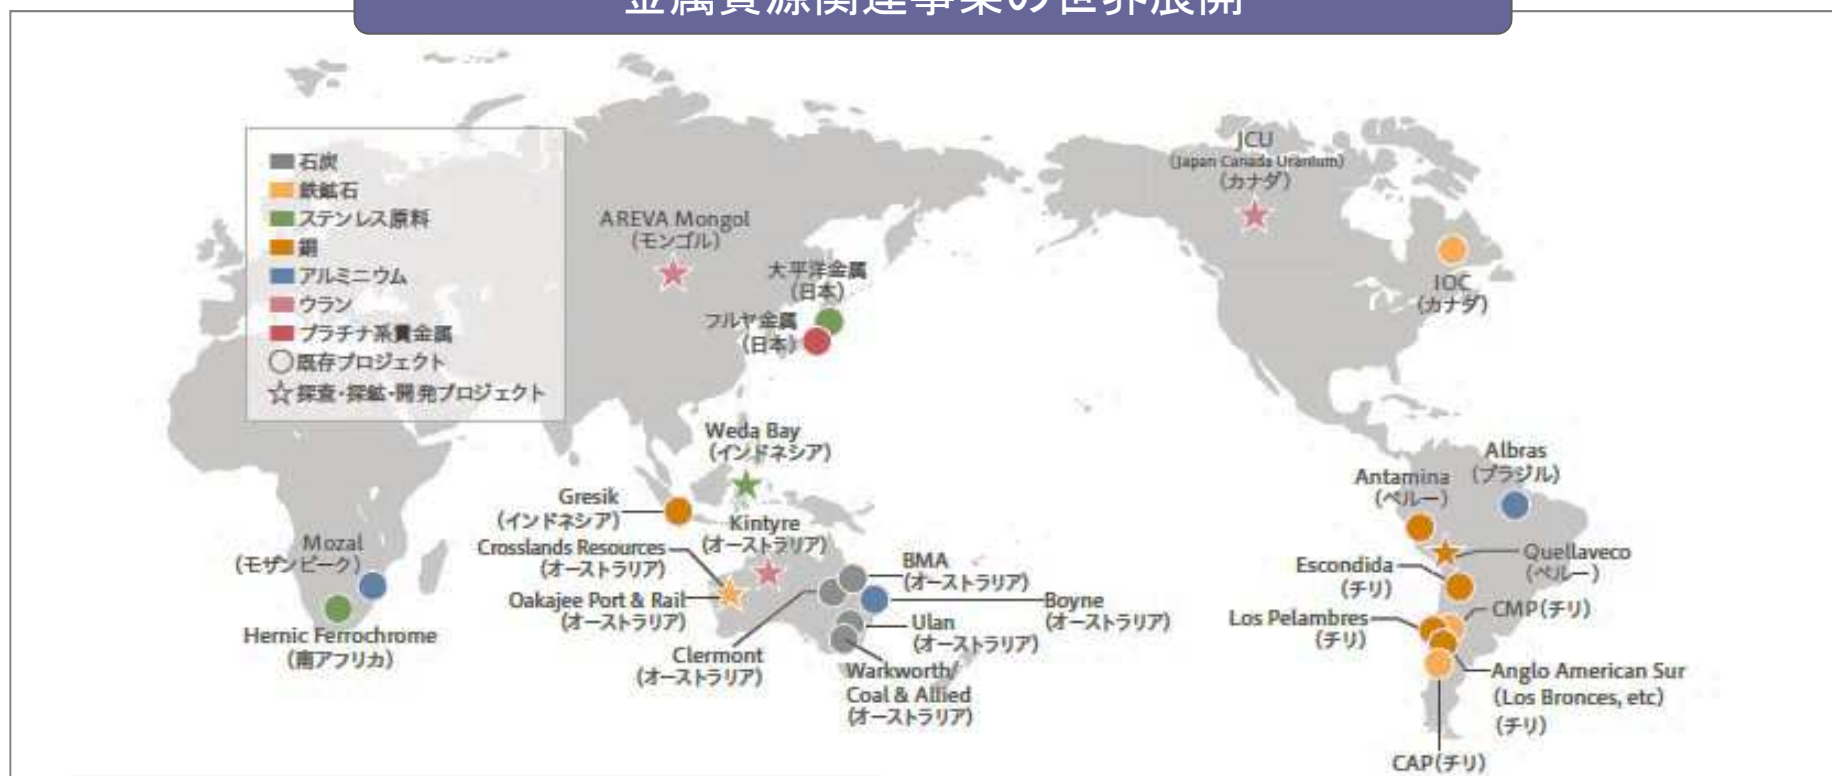 金属資源関連事業の世界展開
石炭
鉄鉱石
ステンレス原料
銅
アルミニウム
ウラン
プラチナ系貴金属
○既存プロジェクト
☆探査・探鉱・開発プロジェクト
AREVA Mongol
(モンゴル)
大平洋金属
(日本)
フルヤ金属
(日本)
JCU
(Japan Canada Uranium)
(カナダ)
IOC
(カナダ)
Weda Bay
(インドネシア)
Gresik
(インドネシア)
Kintyre
(オーストラリア)
Crosslands Resources
(オーストラリア)
Oakajee Port & Rail
(オーストラリア)
Mozal
(モザンビーク)
Hernic Ferrochrome
(南アフリカ)
BMA
(オーストラリア)
Boyne
(オーストラリア)
Ulan
(オーストラリア)
Clermont
(オーストラリア)
Warkworth/
Coal & Allied
(オーストラリア)
Albras
(ブラジル)
Antamina
(ペルー)
Quellaveco
(ペルー)
Escondida
(チリ)
CMP(チリ)
Los Pelambres
(チリ)
Anglo American Sur
(Los Bronces, etc)
(チリ)
CAP(チリ)